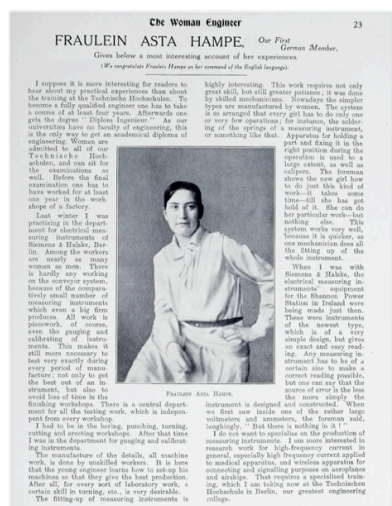 The Woman Engineer
23
FRAULEIN ASTA HAMPE, Our First
German Member,
Gives below a most interesting account of her experiences.
(We congratulate Fraulein Hampe on her command of the English language).
I suppose it is more interesting for readers to
hear about my practical experiences than about
the training at the Technische Hochschulen. To
become a fully qualified engineer one has to take
a course of at least four years. Afterwards one
gets the degree "Diplom Ingenieur." As our
universities have no faculty of engineering, this
is the only way to get an academical diploma of
engineering. Women are
admitted to all of our
Technische Hoch-
schulen, and can sit for
the examinations as
well. Before the final
examination one has to
have worked for at least
one year in the work-
shops of a factory.
Last winter I was
practising in the depart-
ment for electrical mea-
suring instruments of
Siemens & Halske, Ber-
lin. Among the workers
are nearly as many
women as men. There
is hardly any working
on the conveyor system,
because of the compara-
tively small number of
measuring instruments
which even a big firm
produces. All work is
piecework, of course,
even the gauging and
calibrating of instru-
ments. This makes it
still more necessary to
test very exactly during
every period of manu-
facture; not only to get
the best out of an in-
strument, but also to
avoid loss of time in the
finishing workshops. There is a central depart-
ment for all the testing work, which is indepen-
pent from every workshop.
I had to be in the boring, punching, turning,
cutting and erecting workshops. After that time
I was in the department for gauging and calibrat-
ing instruments.
The manufacture of the details, all machine
work, is done by unskilled workers. It is here
that the young engineer learns how to set-up his
machines so that they give the best production.
After all, for every sort of laboratory work, a
certain skill in turning, etc., is very desirable.
The fitting-up of measuring instruments is
highly interesting. This work requires not only
great skill, but still greater patience; it was done
by skilled mechanicians. Nowadays the simpler
types are manufactured by women. The system
is so arranged that every girl has to do only one
or very few operations; for instance, the solder-
ing of the springs of a measuring instrument,
or something like that. Apparatus for holding a
part and fixing it in the
right position during the
operation is used to a
large extent, as well as
calipers. The foreman
shows the new girl how
to do just this kind of
work—it takes some
time—till she has got
hold of it. She can do
her particular work—but
nothing else. This
system works very well,
because it is quicker, as
one mechanician does all
the fitting up of the
whole instrument.
When I was with
Siemens & Halske, the
electrical measuring in-
struments' equipment
for the Shannon Power
Station in Ireland were
being made just then.
These were instruments
of the newest type,
which is of a very
simple design, but gives
an exact and easy read-
ing. Any measuring in-
strument has to be of a
certain size to make a
correct reading possible,
but one can say that the
source of error is the less
the more simply the
instrument is designed and constructed. When
we first saw inside one of the rather large
voltmeters and ammeters, the foreman said,
laughingly, "But there is nothing in it!"
I do not want to specialise on the production of
measuring instruments. I am more interested in
research work for high-frequency current in
general, especially high frequency current applied
to medical apparatus, and wireless apparatus for
connecting and signalling purposes on aeroplanes
and airships. That requires a specialised train-
ing, which I am taking now at the Technischen
Hochschule in Berlin, our greatest engineering
college.
FRAULEIN ASTA HAMPE.